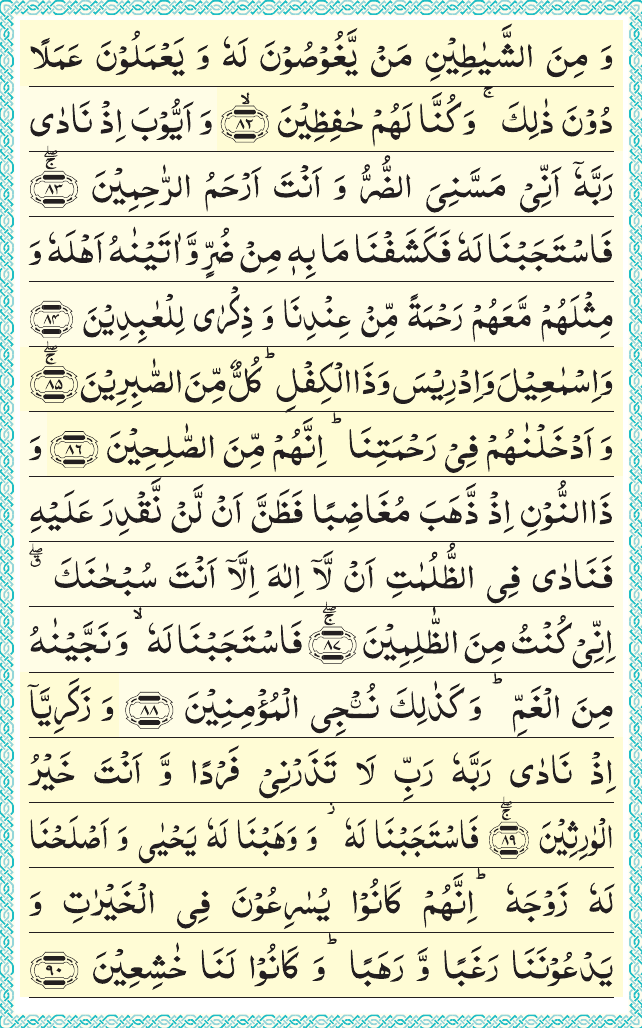 وَ مِنَ الشَّیٰطِیْنِ مَنْ یَّغُوْصُوْنَ لَهٗ وَ یَعْمَلُوْنَ عَمَلًا
دُوْنَ ذٰلِكَ ۚ وَ كُنَّا لَهُمْ حٰفِظِیْنَ ۙ﴿۸۲﴾ وَ اَیُّوْبَ اِذْ نَادٰی
رَبَّهٗۤ اَنِّیْ مَسَّنِیَ الضُّرُّ وَ اَنْتَ اَرْحَمُ الرّٰحِمِیْنَ ﴿ۚۖ۸۳﴾
فَاسْتَجَبْنَا لَهٗ فَكَشَفْنَا مَا بِهٖ مِنْ ضُرٍّ وَّ اٰتَیْنٰهُ اَهْلَهٗ وَ
مِثْلَهُمْ مَّعَهُمْ رَحْمَةً مِّنْ عِنْدِنَا وَ ذِكْرٰی لِلْعٰبِدِیْنَ ﴿۸۴﴾
وَ اِسْمٰعِیْلَ وَ اِدْرِیْسَ وَ ذَا الْكِفْلِ ؕ كُلٌّ مِّنَ الصّٰبِرِیْنَ ﴿ۚۖ۸۵﴾
وَ اَدْخَلْنٰهُمْ فِیْ رَحْمَتِنَا ؕ اِنَّهُمْ مِّنَ الصّٰلِحِیْنَ ﴿۸۶﴾ وَ
ذَا النُّوْنِ اِذْ ذَّهَبَ مُغَاضِبًا فَظَنَّ اَنْ لَّنْ نَّقْدِرَ عَلَیْهِ
فَنَادٰی فِی الظُّلُمٰتِ اَنْ لَّاۤ اِلٰهَ اِلَّاۤ اَنْتَ سُبْحٰنَكَ ۖۗ
اِنِّیْ كُنْتُ مِنَ الظّٰلِمِیْنَ ﴿ۚۖ۸۷﴾ فَاسْتَجَبْنَا لَهٗ ۙ وَ نَجَّیْنٰهُ
مِنَ الْغَمِّ ؕ وَ كَذٰلِكَ نُـْۨجِی الْمُؤْمِنِیْنَ ﴿۸۸﴾ وَ زَكَرِیَّاۤ
اِذْ نَادٰی رَبَّهٗ رَبِّ لَا تَذَرْنِیْ فَرْدًا وَّ اَنْتَ خَیْرُ
الْوٰرِثِیْنَ ﴿ۚۖ۸۹﴾ فَاسْتَجَبْنَا لَهٗ ؗ وَ وَهَبْنَا لَهٗ یَحْیٰی وَ اَصْلَحْنَا
لَهٗ زَوْجَهٗ ؕ اِنَّهُمْ كَانُوْا یُسٰرِعُوْنَ فِی الْخَیْرٰتِ وَ
یَدْعُوْنَنَا رَغَبًا وَّ رَهَبًا ؕ وَ كَانُوْا لَنَا خٰشِعِیْنَ ﴿۹۰﴾